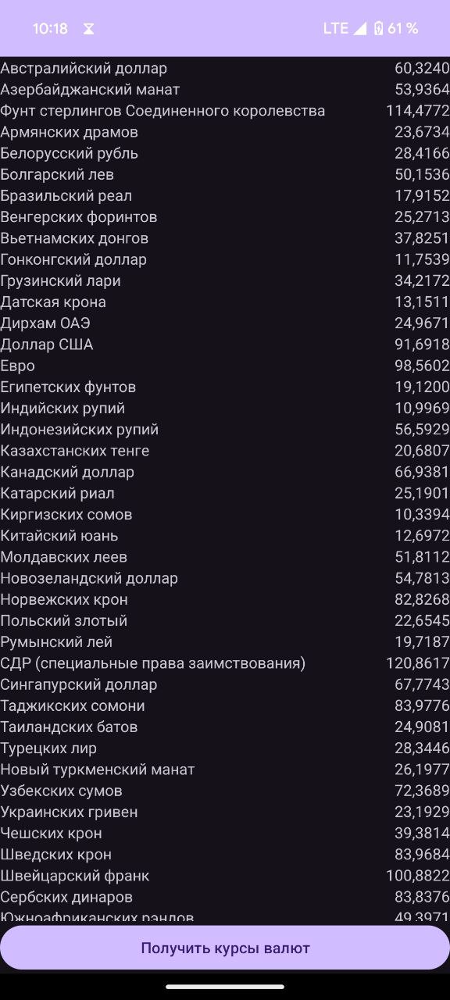 10:18 LTE 61 %
Австралийский доллар 60,3240
Азербайджанский манат 53,9364
Фунт стерлингов Соединенного королевства 114,4772
Армянских драмов 23,6734
Белорусский рубль 28,4166
Болгарский лев 50,1536
Бразильский реал 17,9152
Венгерских форинтов 25,2713
Вьетнамских донгов 37,8251
Гонконгский доллар 11,7539
Грузинский лари 34,2172
Датская крона 13,1511
Дирхам ОАЭ 24,9671
Доллар США 91,6918
Евро 98,5602
Египетских фунтов 19,1200
Индийских рупий 10,9969
Индонезийских рупий 56,5929
Казахстанских тенге 20,6807
Канадский доллар 66,9381
Катарский риал 25,1901
Киргизских сомов 10,3394
Китайский юань 12,6972
Молдавских леев 51,8112
Новозеландский доллар 54,7813
Норвежских крон 82,8268
Польский злотый 22,6545
Румынский лей 19,7187
СДР (специальные права заимствования) 120,8617
Сингапурский доллар 67,7743
Таджикских сомони 83,9776
Таиландских батов 24,9081
Турецких лир 28,3446
Новый туркменский манат 26,1977
Узбекских сумов 72,3689
Украинских гривен 23,1929
Чешских крон 39,3814
Шведских крон 83,9684
Швейцарский франк 100,8822
Сербских динаров 83,8376
Южноафриканских рэндов 49,3971
Получить курсы валют